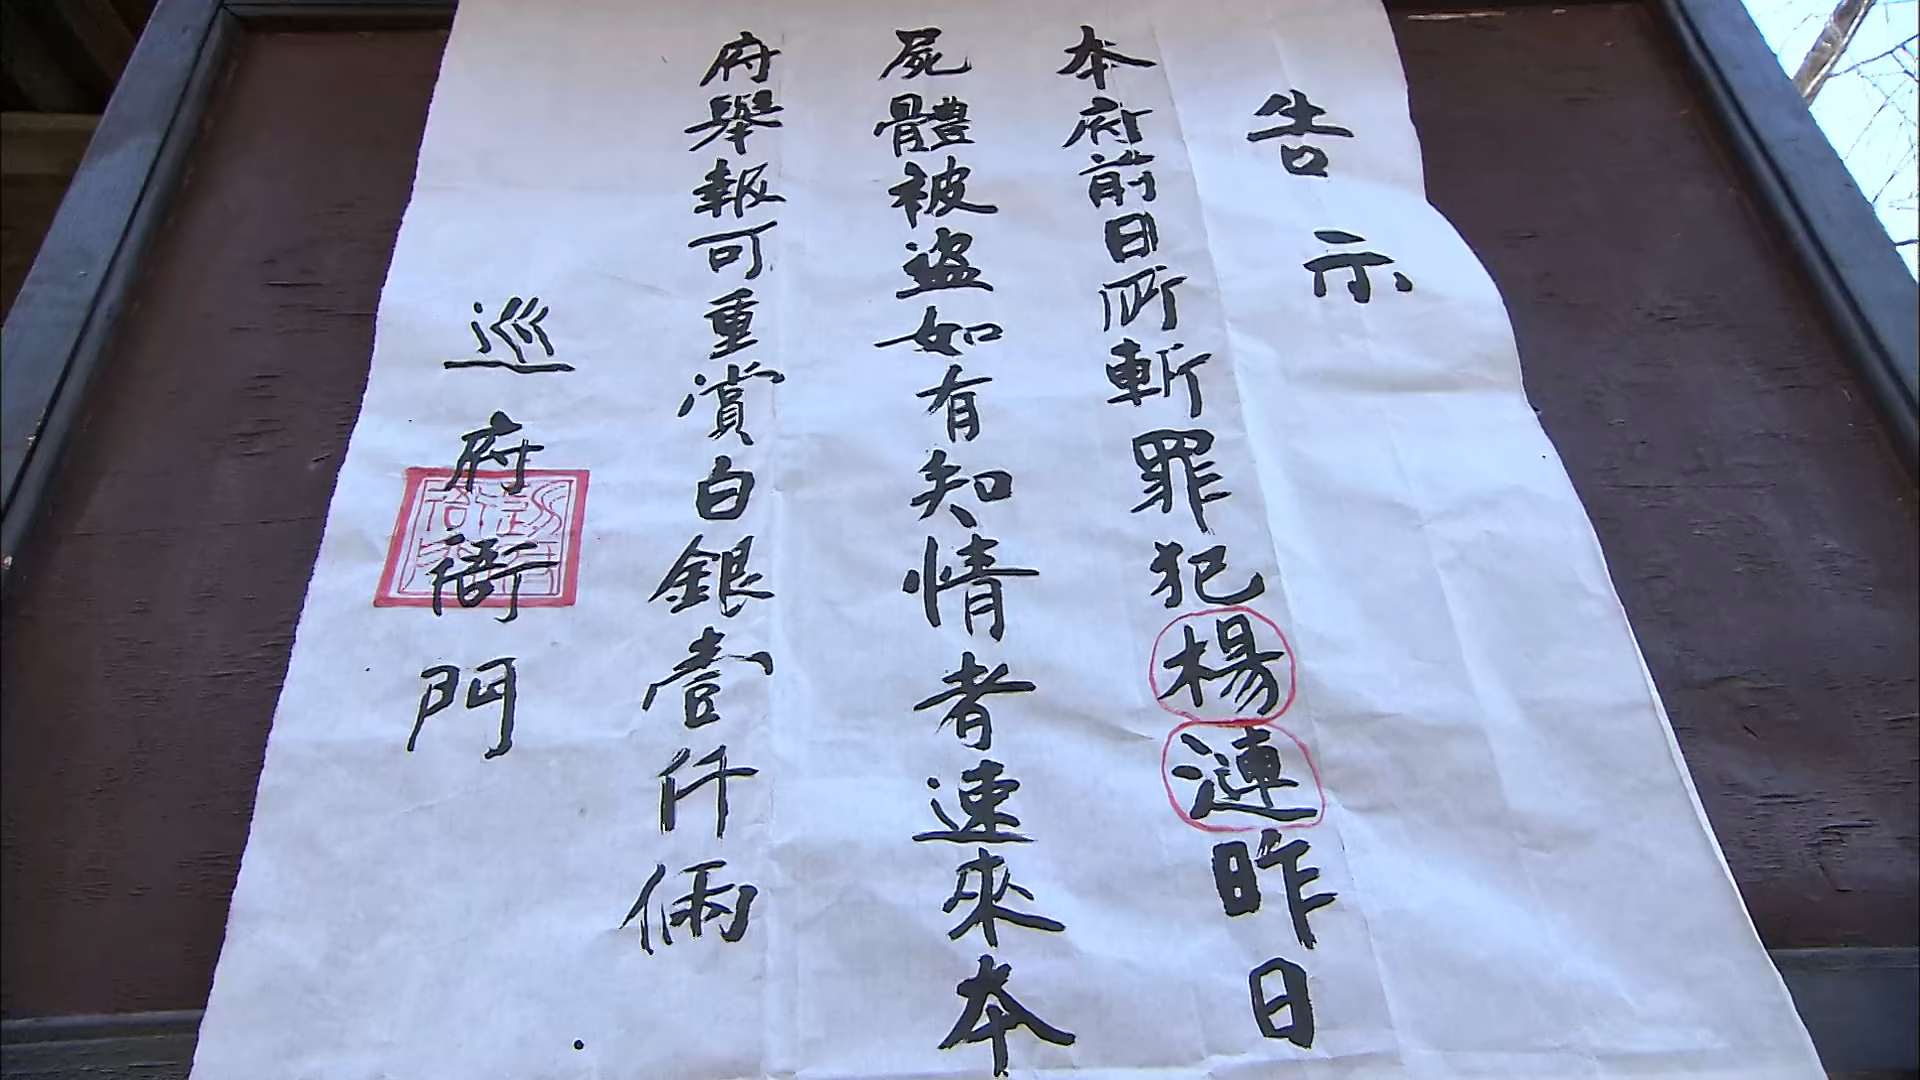 告示
本府前日所斬罪犯楊漣昨日
屍體被盜如有知情者速來本
府舉報可重賞白銀壹仟倆
巡府衙門